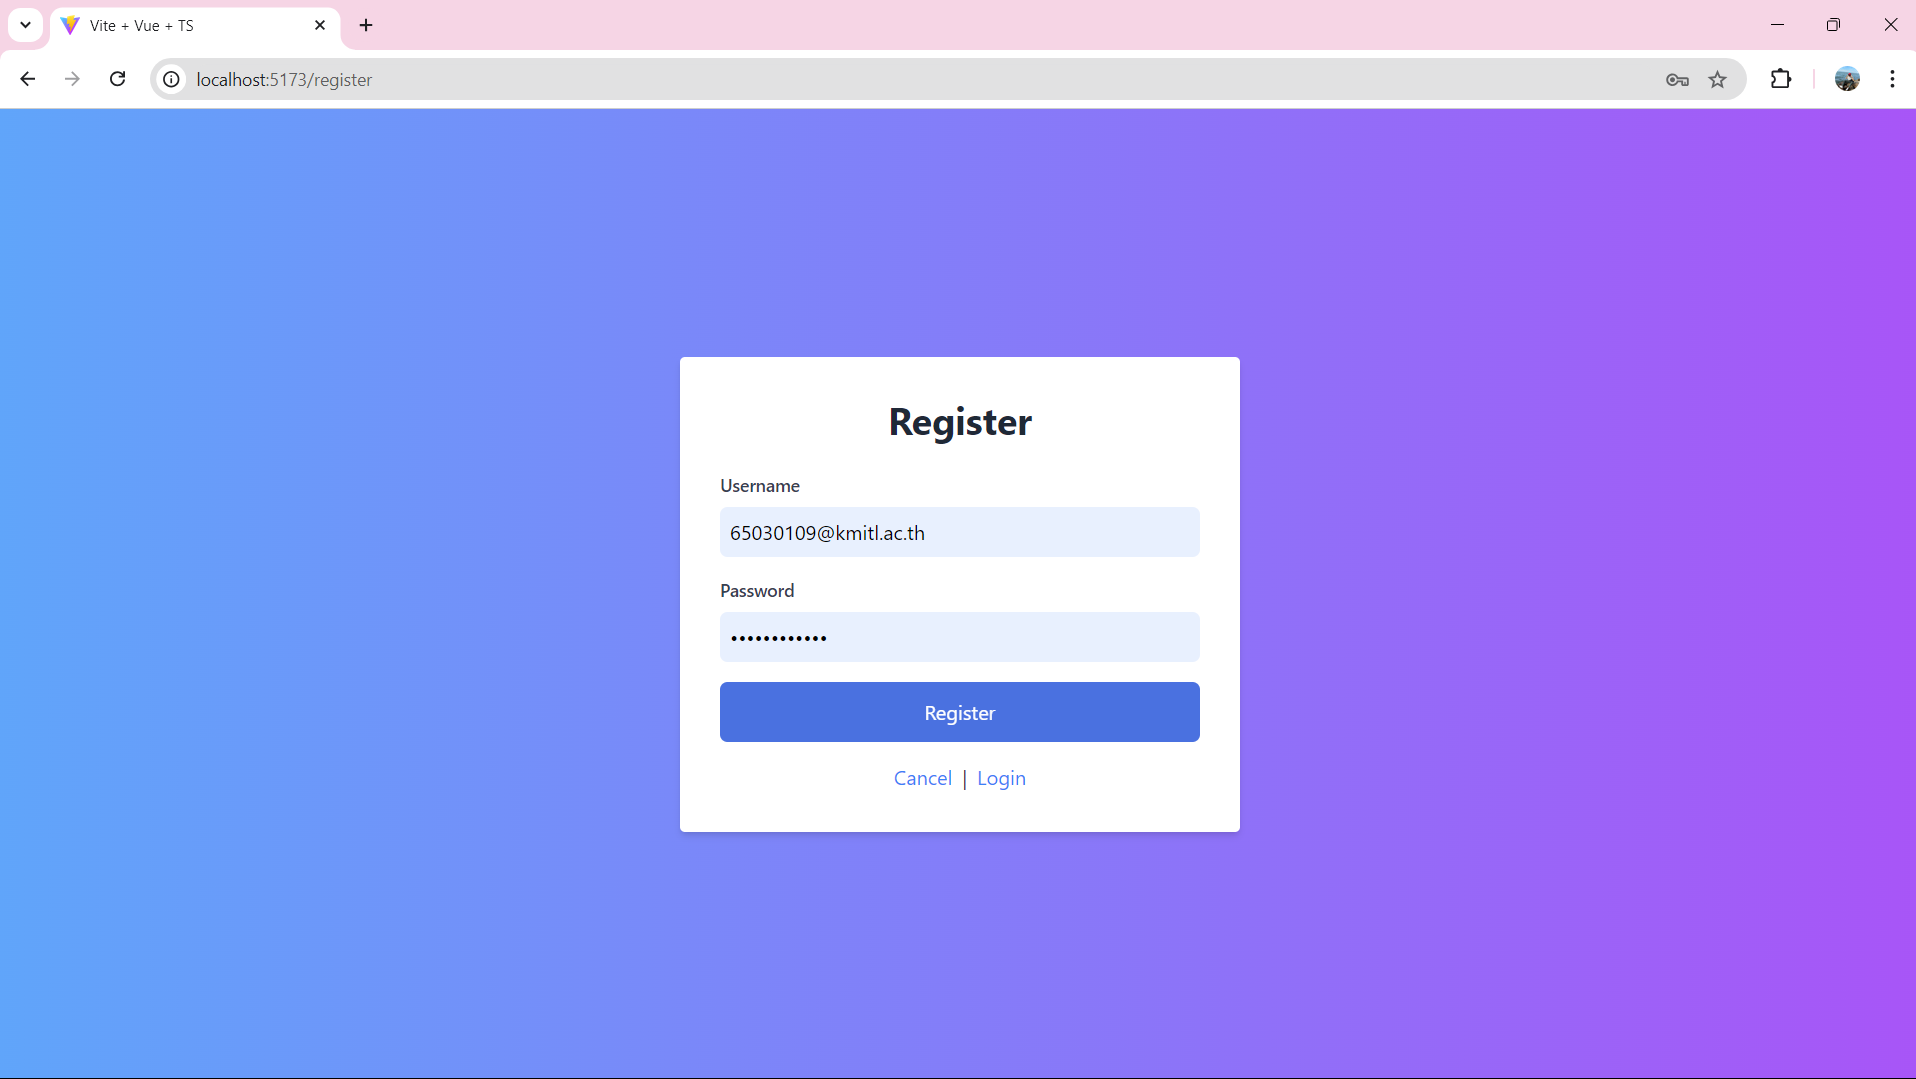 Vite + Vue + TS
localhost:5173/register
Register
Username
65030109@kmitl.ac.th
Password
••••••••••••
Register
Cancel | Login